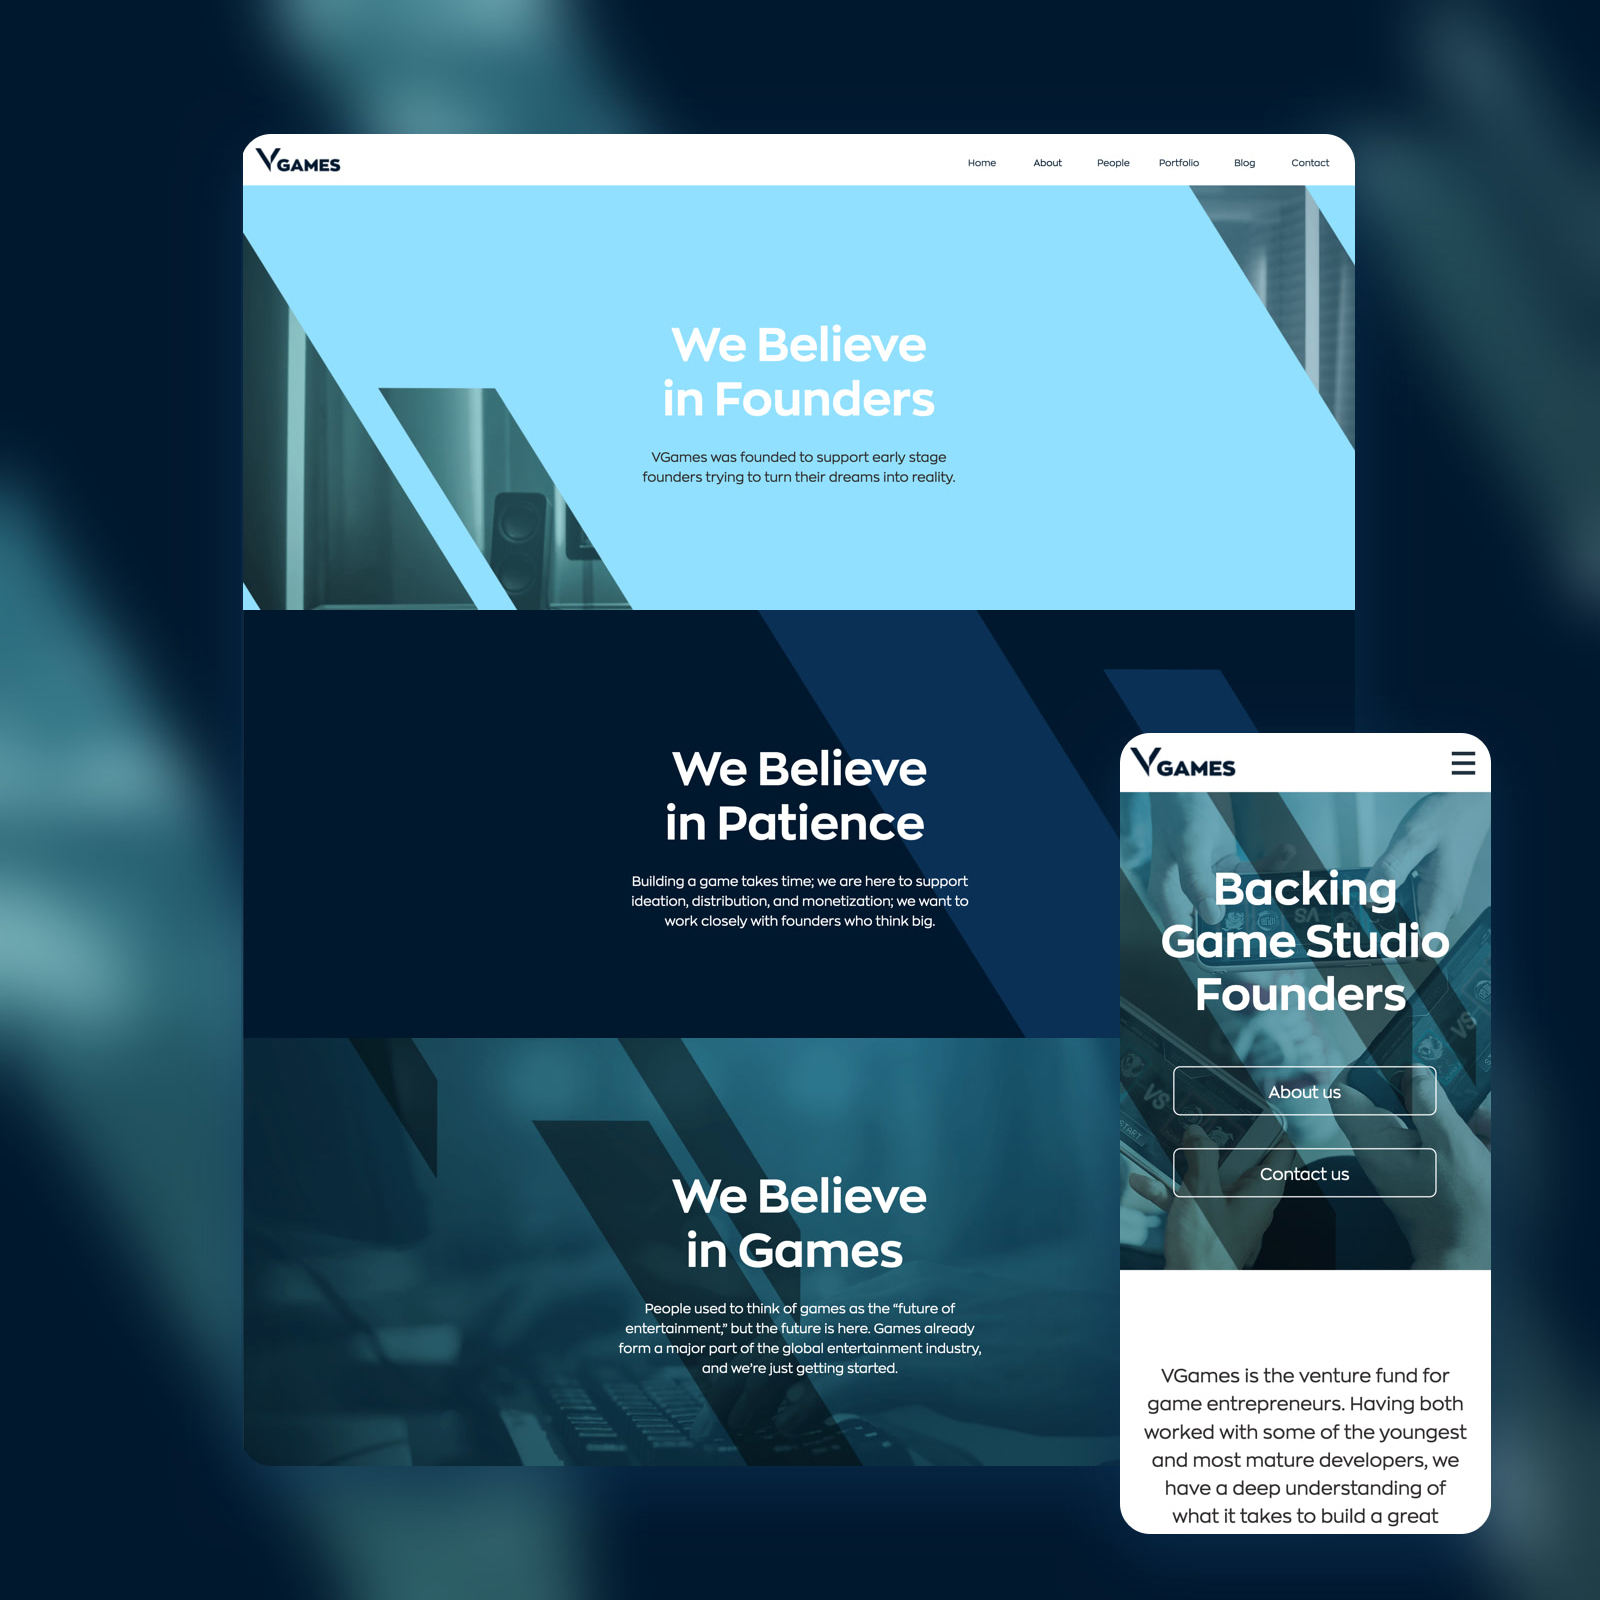 VGAMES
Home About People Portfolio Blog Contact
We Believe
in Founders
VGames was founded to support early stage
founders trying to turn their dreams into reality.
We Believe
in Patience
Building a game takes time; we are here to support
ideation, distribution, and monetization; we want to
work closely with founders who think big.
We Believe
in Games
People used to think of games as the “future of
entertainment,” but the future is here. Games already
form a major part of the global entertainment industry,
and we’re just getting started.
VGAMES
Backing
Game Studio
Founders
VS
VS
VS
START
About us
Contact us
VGames is the venture fund for
game entrepreneurs. Having both
worked with some of the youngest
and most mature developers, we
have a deep understanding of
what it takes to build a great